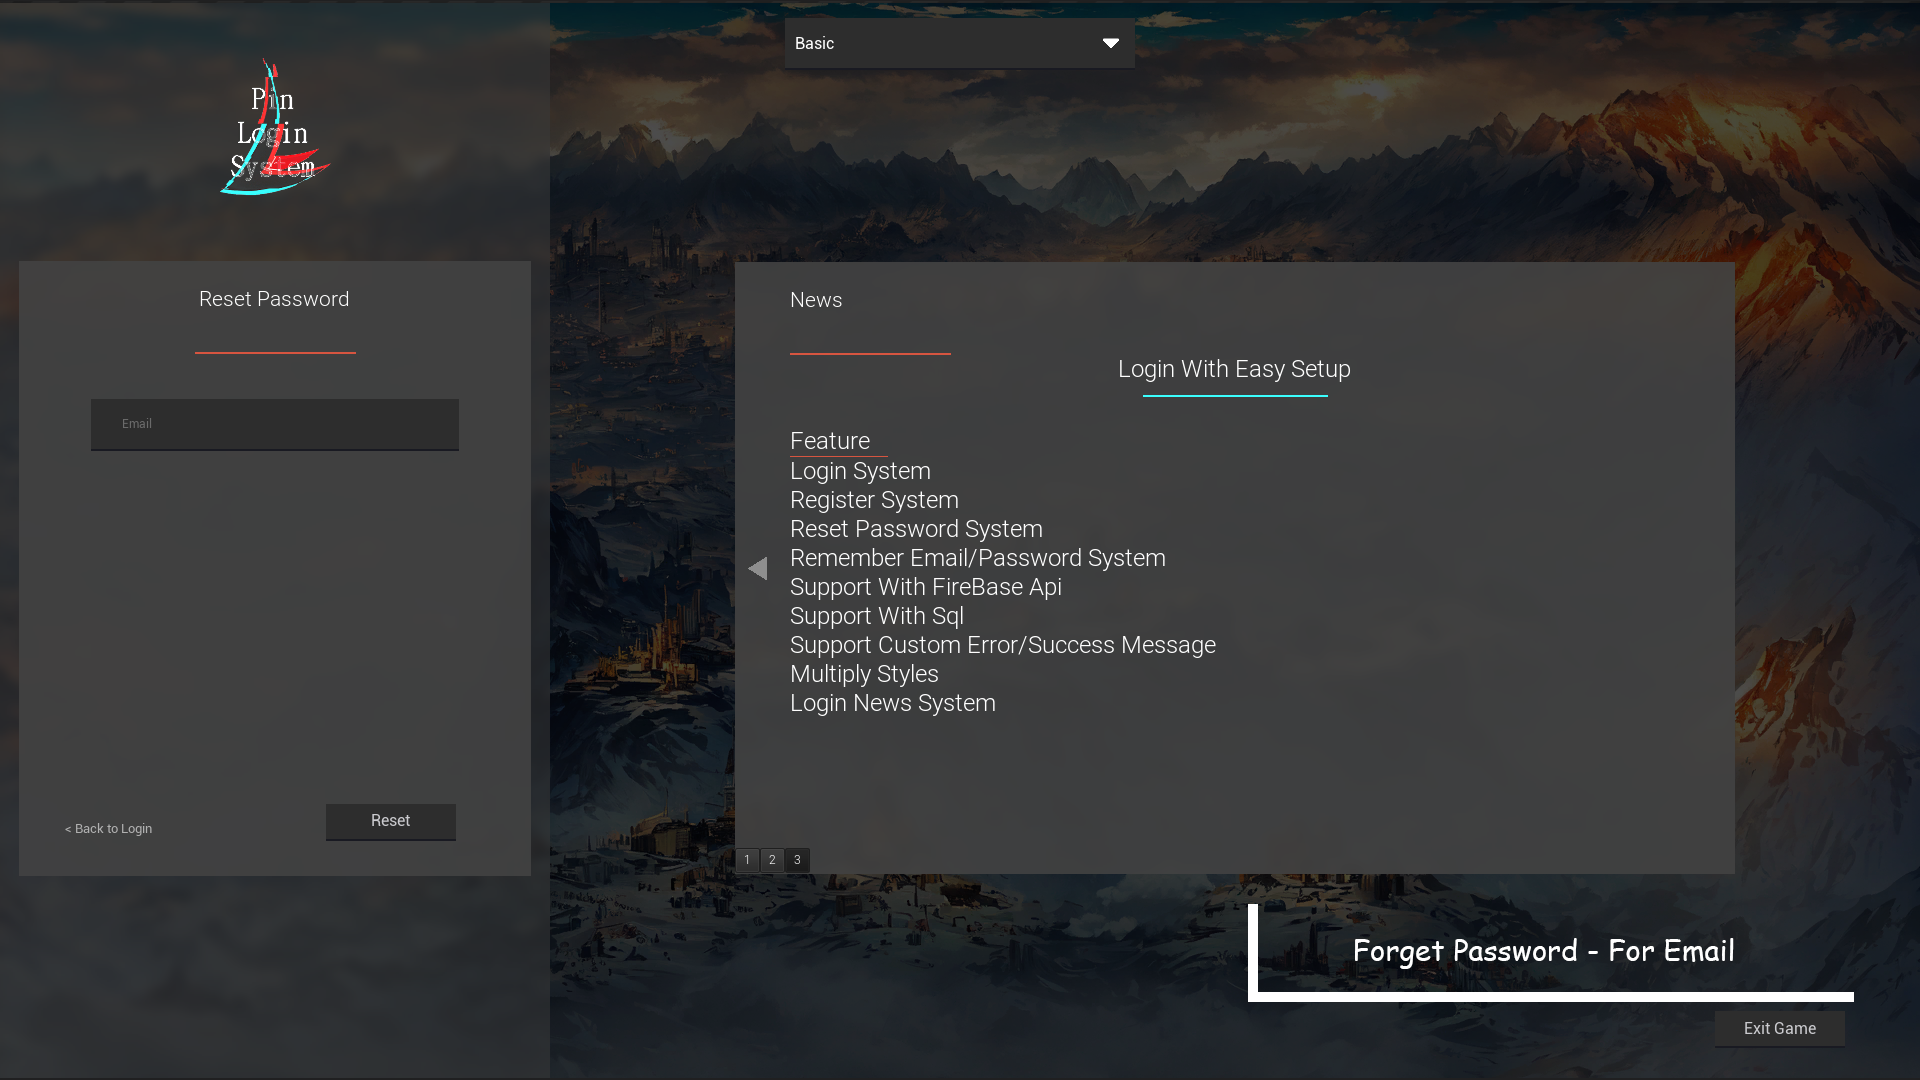 Basic
Pin
Login
System
Reset Password
Email
< Back to Login
Reset
News
Login With Easy Setup
Feature
Login System
Register System
Reset Password System
Remember Email/Password System
Support With FireBase Api
Support With Sql
Support Custom Error/Success Message
Multiply Styles
Login News System
1 2 3
Forget Password - For Email
Exit Game